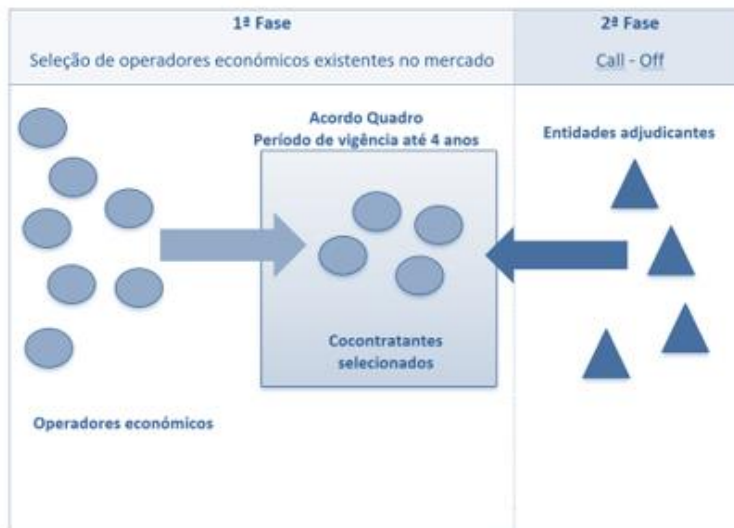 1ª Fase
Seleção de operadores económicos existentes no mercado
2ª Fase
Call - Off
Acordo Quadro
Período de vigência até 4 anos
Entidades adjudicantes
Cocontratantes
selecionados
Operadores económicos